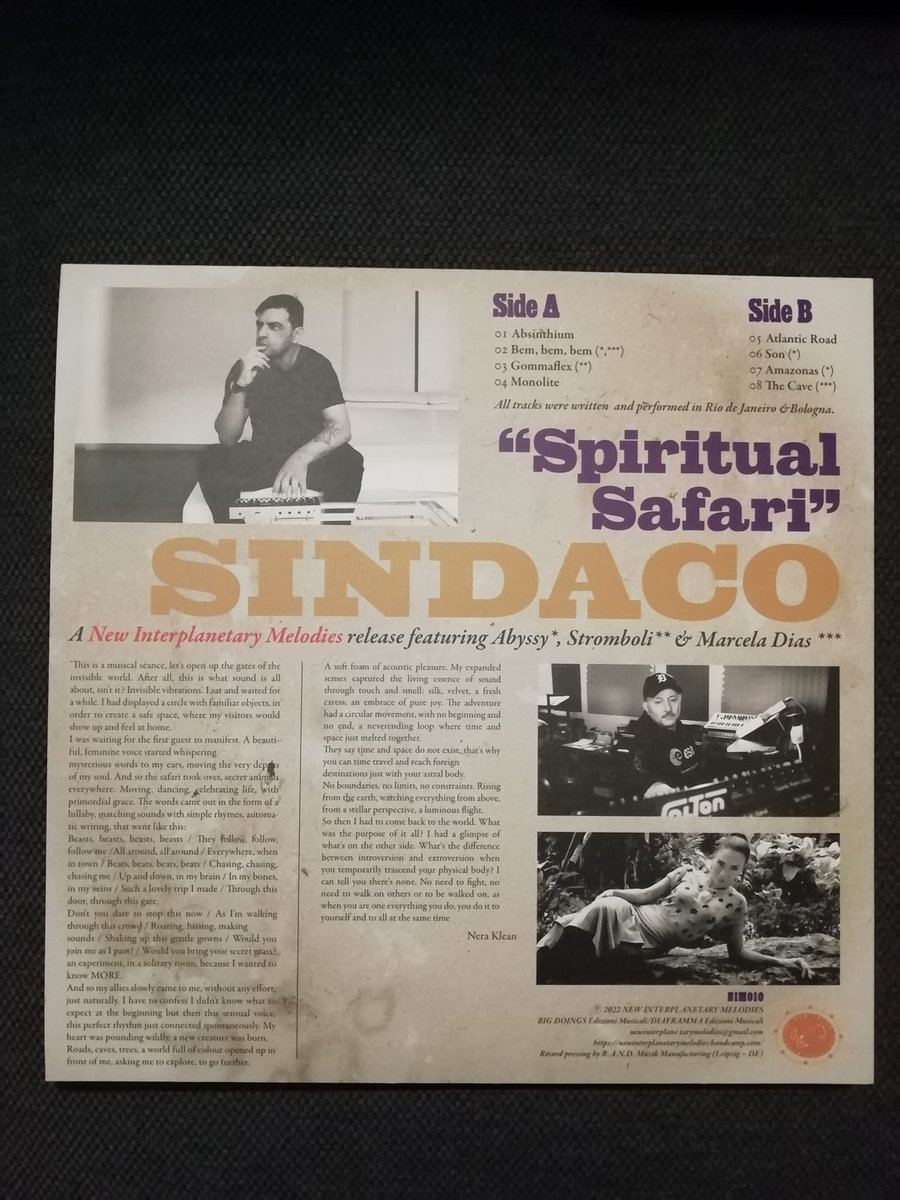 Side A
01 Absinthium
02 Bem, bem, bem (*,***)
03 Gommaflex (**)
04 Monolite
Side B
05 Atlantic Road
06 Son (*)
07 Amazonas (*)
08 The Cave (***)
All tracks were written and performed in Rio de Janeiro & Bologna.
“Spiritual
Safari”
SINDACO
A New Interplanetary Melodies release featuring Abyssy*, Stromboli** & Marcela Dias ***
"This is a musical séance, let's open up the gates of the
invisible world. After all, this is what sound is all
about, isn't it? Invisible vibrations. I sat and waited for
a while. I had displayed a circle with familiar objects, in
order to create a safe space, where my visitors would
show up and feel at home.
I was waiting for the first guest to manifest. A beauti-
ful, feminine voice started whispering
mysterious words to my ears, moving the very depths
of my soul. And so the safari took over, secret animals
everywhere. Moving, dancing, celebrating life, with
primordial grace. The words came out in the form of a
lullaby, matching sounds with simple rhymes, automa-
tic writing, that went like this:
Beasts, beasts, beasts, beasts / They follow, follow,
follow me / All around, all around / Everywhere, when
in town / Beats, beats, beats, beats / Chasing, chasing,
chasing me / Up and down, in my brain / In my bones,
in my veins / Such a lovely trip I made / Through this
door, through this gate.
Don't you dare to stop this now / As I'm walking
through this crowd / Roaring, hissing, making
sounds / Shaking up this gentle gowns / Would you
join me as I pass? / Would you bring your secret grass?
an experiment, in a solitary room, because I wanted to
know MORE.
And so my allies slowly came to me, without any effort,
just naturally. I have to confess I didn't know what to
expect at the beginning but then this sensual voice,
this perfect rhythm just connected spontaneously. My
heart was pounding wildly, a new creature was born.
Roads, caves, trees, a world full of colour opened up in
front of me, asking me to explore, to go further.
A soft foam of acoustic pleasure. My expanded
senses captured the living essence of sound
through touch and smell: silk, velvet, a fresh
caress, an embrace of pure joy. The adventure
had a circular movement, with no beginning and
no end, a neverending loop where time and
space just melted together.
They say time and space do not exist, that's why
you can time travel and reach foreign
destinations just with your astral body.
No boundaries, no limits, no constraints. Rising
from the earth, watching everything from above,
from a stellar perspective, a luminous flight.
So then I had to come back to the world. What
was the purpose of it all? I had a glimpse of
what's on the other side. What's the difference
between introversion and extroversion when
you temporarily transcend your physical body? I
can tell you there's none. No need to fight, no
need to walk on others or to be walked on, as
when you are one everything you do, you do it to
yourself and to all at the same time
Nera Klean
NIM010
℗ 2022 NEW INTERPLANETARY MELODIES
BIG DOINGS Edizioni Musicali/DIAFRAMMA Edizioni Musicali
newinterplane tarymelodies@gmail.com
https://newinterplanetarymelodies.bandcamp.com/
Record pressing by R.A.N.D. Muzik Manufacturing (Leipzig – DE)